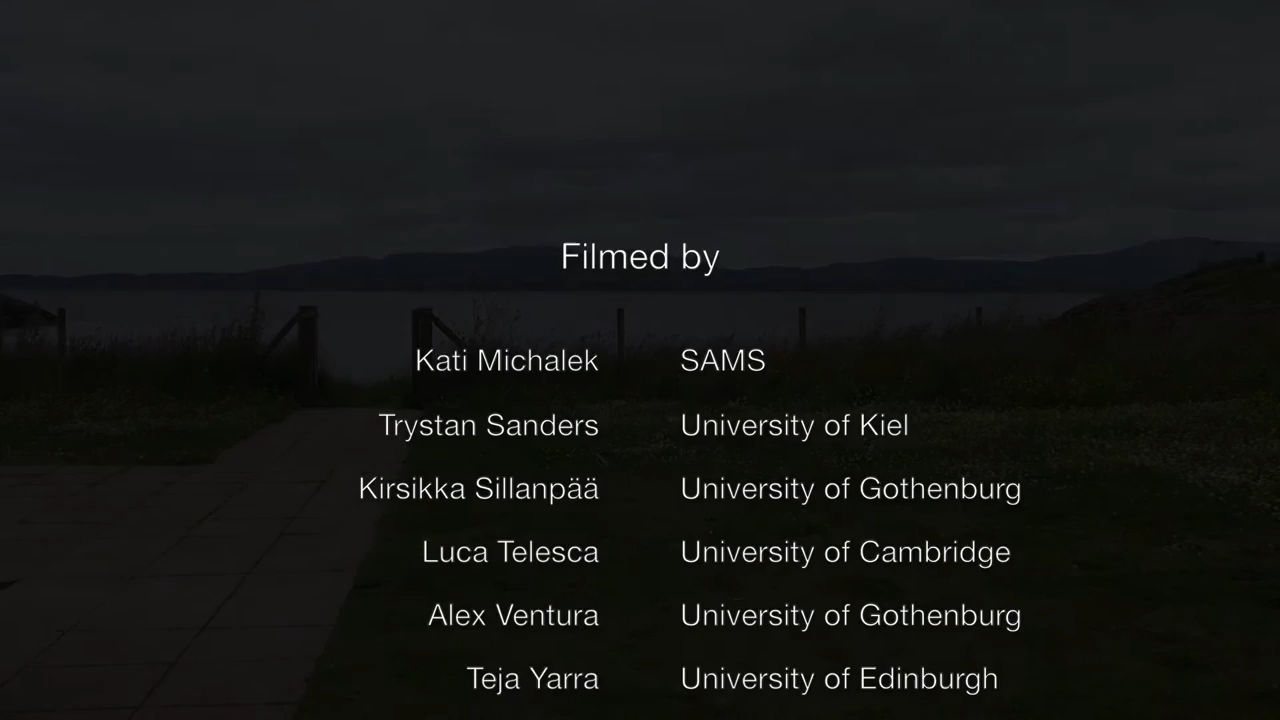 Filmed by
Kati Michalek SAMS
Trystan Sanders University of Kiel
Kirsikka Sillanpää University of Gothenburg
Luca Telesca University of Cambridge
Alex Ventura University of Gothenburg
Teja Yarra University of Edinburgh